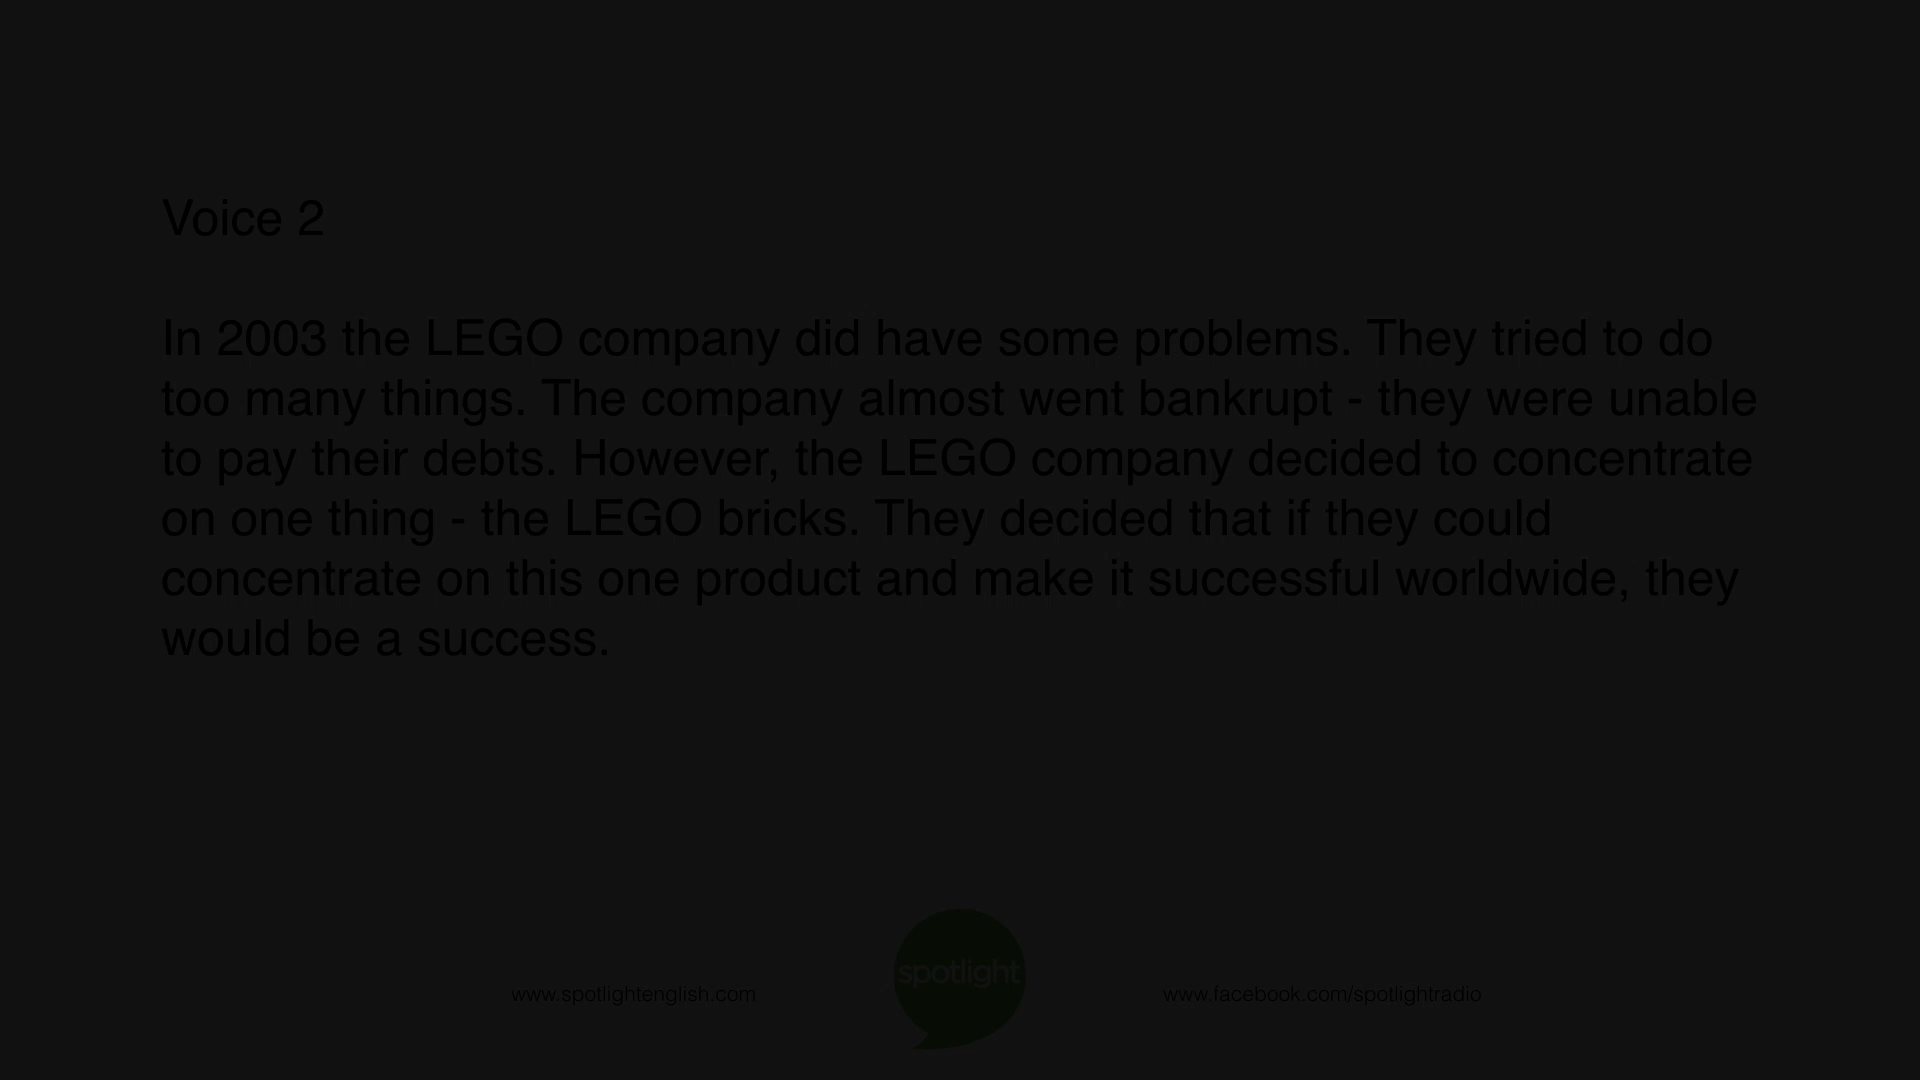 Voice 2
In 2003 the LEGO company did have some problems. They tried to do
too many things. The company almost went bankrupt - they were unable
to pay their debts. However, the LEGO company decided to concentrate
on one thing - the LEGO bricks. They decided that if they could
concentrate on this one product and make it successful worldwide, they
would be a success.
spotlight
www.spotlightenglish.com
www.facebook.com/spotlightradio